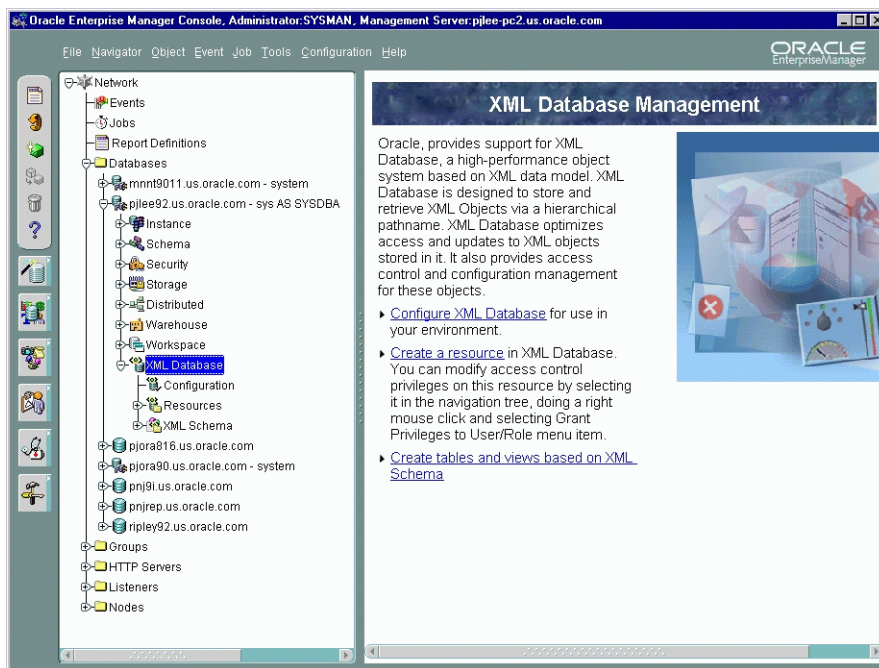 Oracle Enterprise Manager Console, Administrator:SYSMAN, Management Server:pjlee-pc2.us.oracle.com
File Navigator Object Event Job Tools Configuration Help
ORACLE
EnterpriseManager
Network
Events
Jobs
Report Definitions
Databases
mnnt9011.us.oracle.com - system
pjlee92.us.oracle.com - sys AS SYSDBA
Instance
Schema
Security
Storage
Distributed
Warehouse
Workspace
XML Database
Configuration
Resources
XML Schema
pjora816.us.oracle.com
pjora90.us.oracle.com - system
pnj9i.us.oracle.com
pnjrep.us.oracle.com
ripley92.us.oracle.com
Groups
HTTP Servers
Listeners
Nodes
XML Database Management
Oracle, provides support for XML
Database, a high-performance object
system based on XML data model. XML
Database is designed to store and
retrieve XML Objects via a hierarchical
pathname. XML Database optimizes
access and updates to XML objects
stored in it. It also provides access
control and configuration management
for these objects.
Configure XML Database for use in
your environment.
Create a resource in XML Database.
You can modify access control
privileges on this resource by selecting
it in the navigation tree, doing a right
mouse click and selecting Grant
Privileges to User/Role menu item.
Create tables and views based on XML
Schema